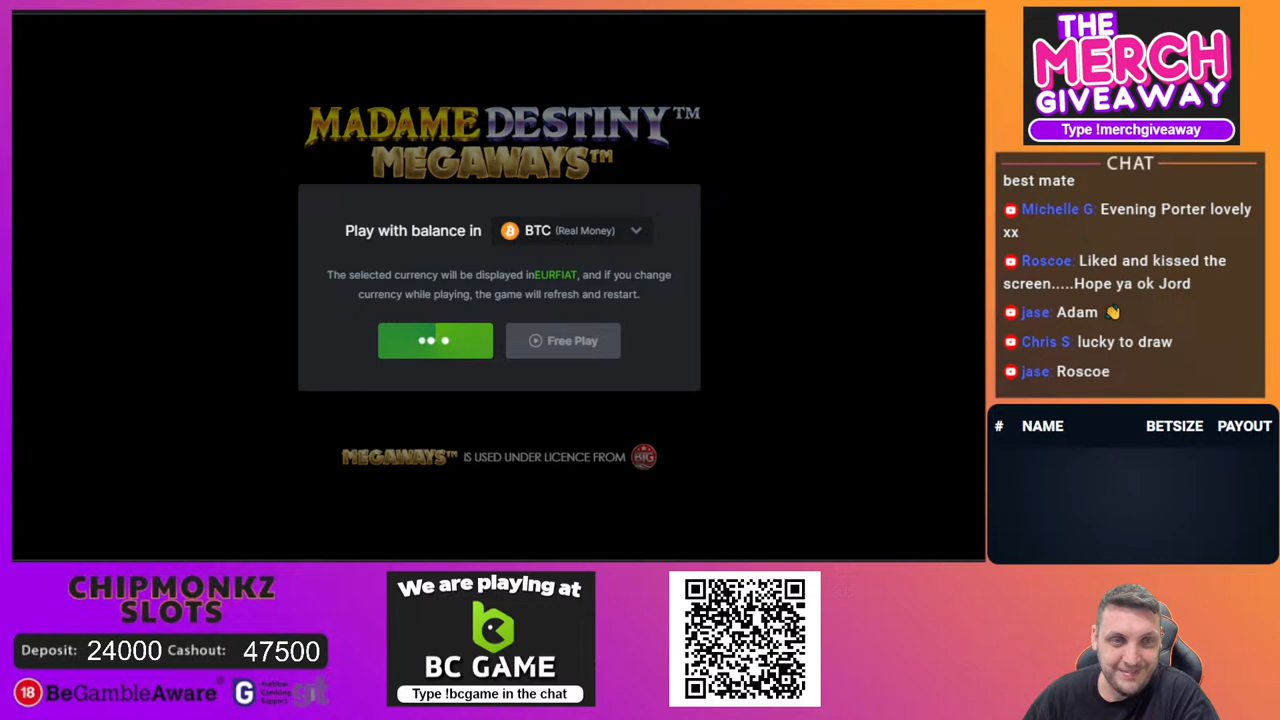 MADAME DESTINY™
MEGAWAYS™
Play with balance in BTC (Real Money)
The selected currency will be displayed inEURFIAT, and if you change
currency while playing, the game will refresh and restart.
Free Play
MEGAWAYS™ IS USED UNDER LICENCE FROM BTG
THE
MERCH
GIVEAWAY
Type !merchgiveaway
CHAT
best mate
Michelle G: Evening Porter lovely
xx
Roscoe: Liked and kissed the
screen.....Hope ya ok Jord
jase: Adam 👋
Chris S: lucky to draw
jase: Roscoe
# NAME BETSIZE PAYOUT
CHIPMONKZ
SLOTS
Deposit: 24000 Cashout: 47500
18 BeGambleAware®
We are playing at
BC GAME
Type !bcgame in the chat